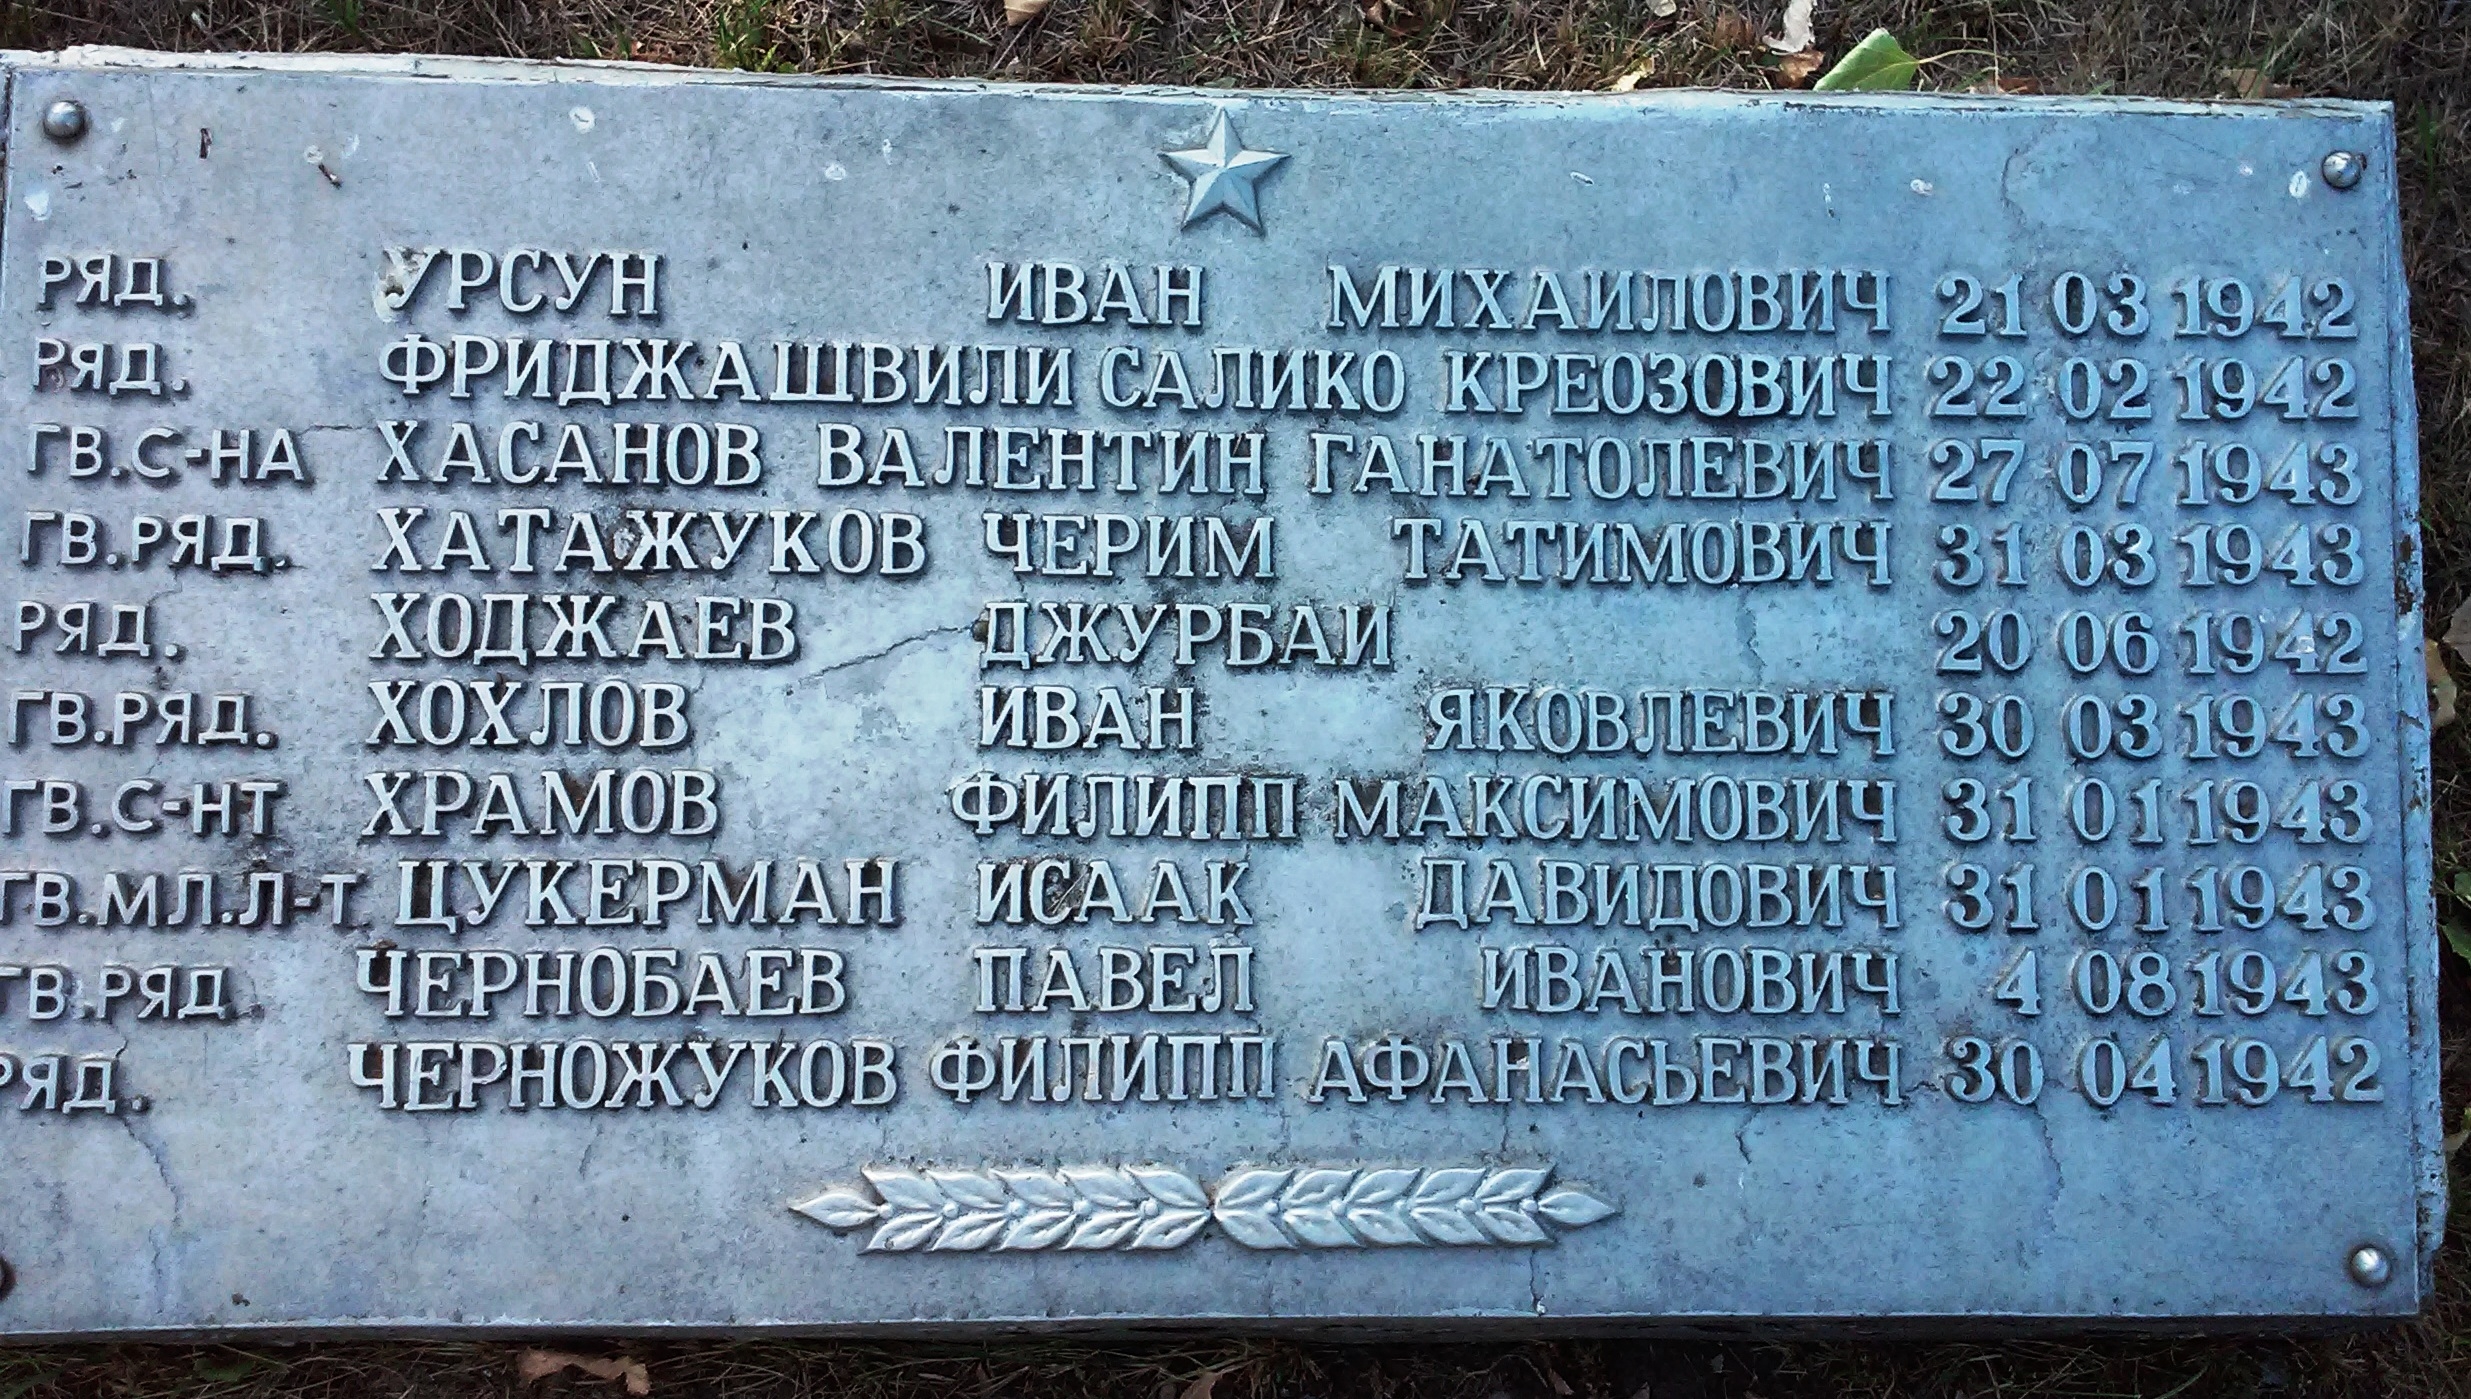 РЯД. УРСУН ИВАН МИХАИЛОВИЧ 21 03 1942
РЯД. ФРИДЖАШВИЛИ САЛИКО КРЕОЗОВИЧ 22 02 1942
ГВ.С-НА ХАСАНОВ ВАЛЕНТИН ГАНАТОЛЕВИЧ 27 07 1943
ГВ.РЯД. ХАТАЖУКОВ ЧЕРИМ ТАТИМОВИЧ 31 03 1943
РЯД. ХОДЖАЕВ ДЖУРБАИ 20 06 1942
ГВ.РЯД. ХОХЛОВ ИВАН ЯКОВЛЕВИЧ 30 03 1943
ГВ.С-НТ ХРАМОВ ФИЛИПП МАКСИМОВИЧ 31 01 1943
ГВ.МЛ.Л-Т ЦУКЕРМАН ИСААК ДАВИДОВИЧ 31 01 1943
ГВ.РЯД. ЧЕРНОБАЕВ ПАВЕЛ ИВАНОВИЧ 4 08 1943
РЯД. ЧЕРНОЖУКОВ ФИЛИПП АФАНАСЬЕВИЧ 30 04 1942